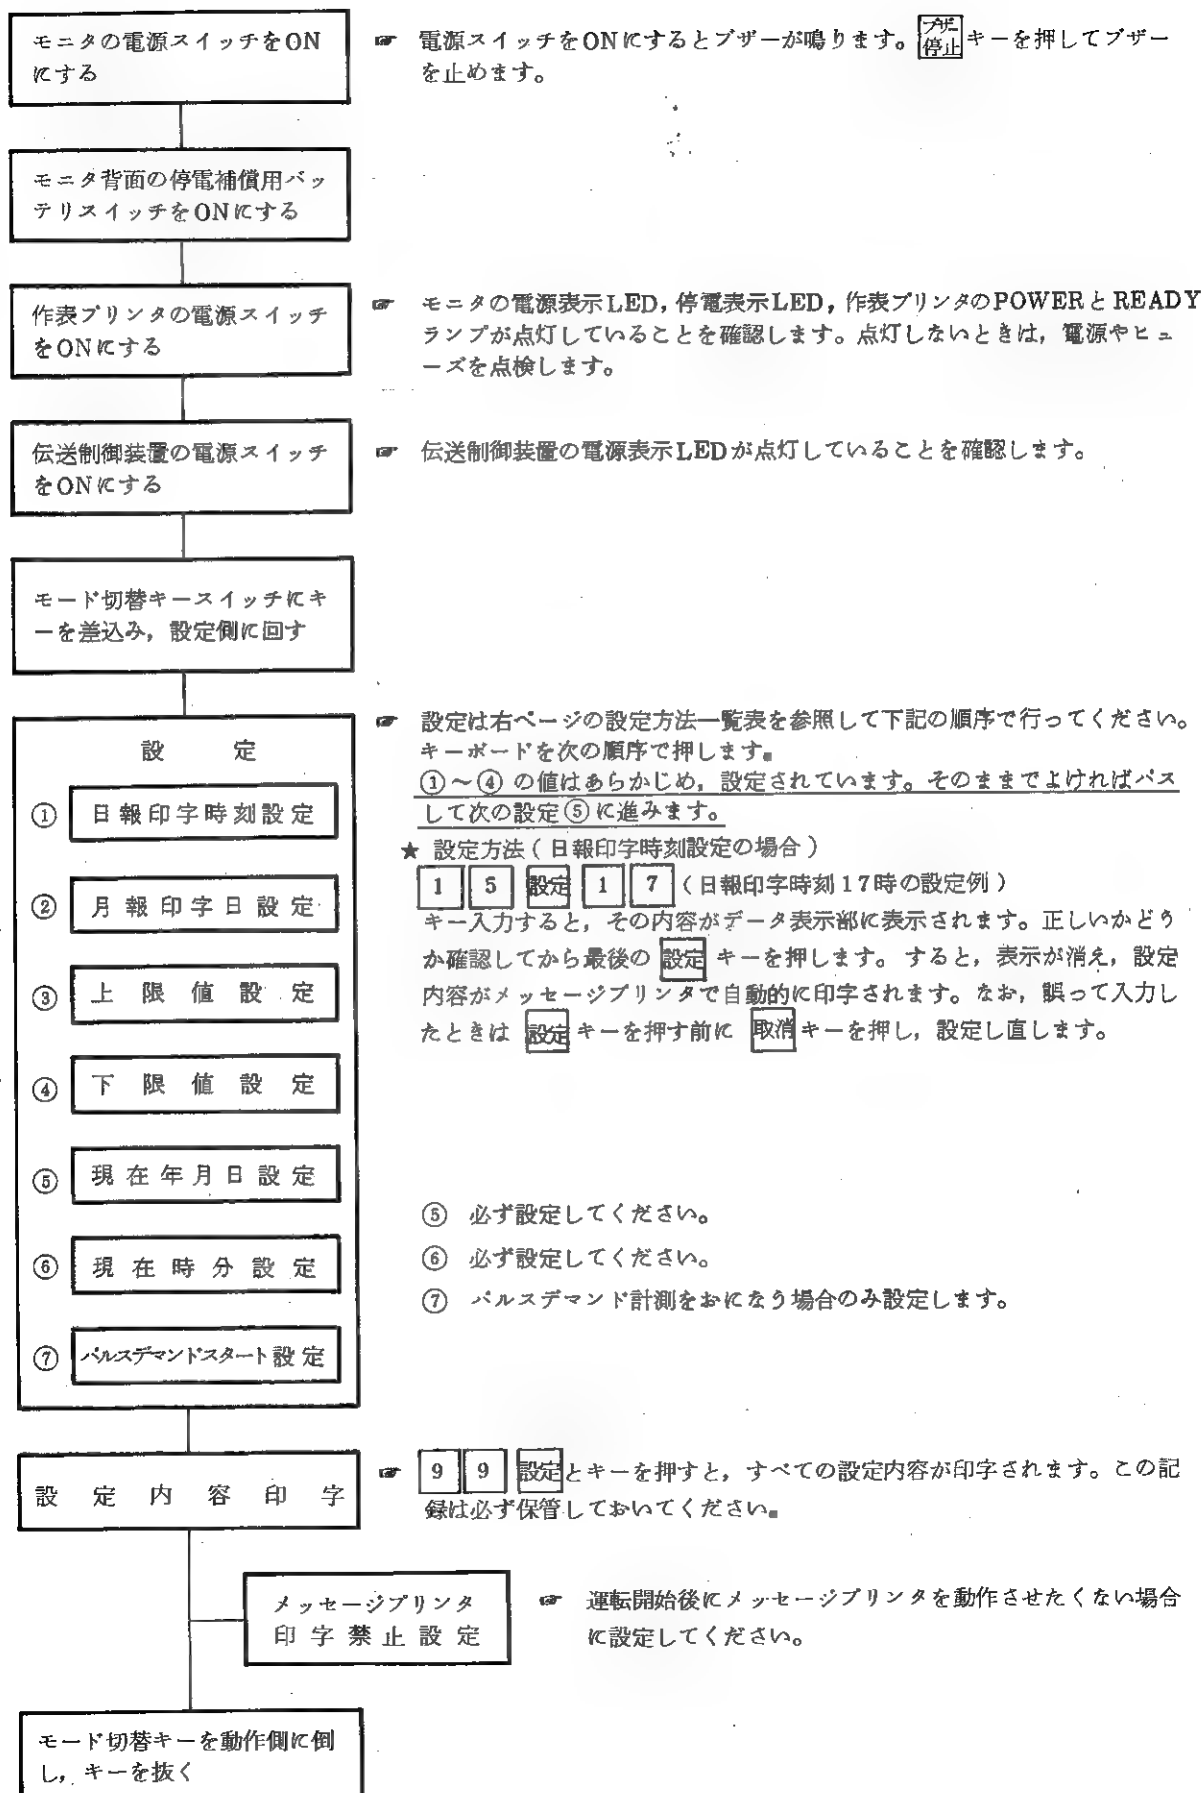 モニタの電源スイッチをON
にする
☞ 電源スイッチをONにするとブザーが鳴ります。ブザー停止キーを押してブザー
を止めます。
モニタ背面の停電補償用バッ
テリスイッチをONにする
作表プリンタの電源スイッチ
をONにする
☞ モニタの電源表示LED，停電表示LED，作表プリンタのPOWERとREADY
ランプが点灯していることを確認します。点灯しないときは，電源やヒュ
ーズを点検します。
伝送制御装置の電源スイッチ
をONにする
☞ 伝送制御装置の電源表示LEDが点灯していることを確認します。
モード切替キースイッチにキ
ーを差込み，設定側に回す
設定
① 日報印字時刻設定
② 月報印字日設定
③ 上限値設定
④ 下限値設定
⑤ 現在年月日設定
⑥ 現在時分設定
⑦ パルスデマンドスタート設定
☞ 設定は右ページの設定方法一覧表を参照して下記の順序で行ってください。
キーボードを次の順序で押します。
①～④の値はあらかじめ，設定されています。そのままでよければパス
して次の設定⑤に進みます。
★ 設定方法（日報印字時刻設定の場合）
1 5 設定 1 7（日報印字時刻17時の設定例）
キー入力すると，その内容がデータ表示部に表示されます。正しいかどう
か確認してから最後の 設定 キーを押します。すると，表示が消え，設定
内容がメッセージプリンタで自動的に印字されます。なお，誤って入力し
たときは 設定 キーを押す前に 取消 キーを押し，設定し直します。
⑤ 必ず設定してください。
⑥ 必ず設定してください。
⑦ パルスデマンド計測をおになう場合のみ設定します。
設定内容印字
☞ 9 9 設定とキーを押すと，すべての設定内容が印字されます。この記
録は必ず保管しておいてください。
メッセージプリンタ
印字禁止設定
☞ 運転開始後にメッセージプリンタを動作させたくない場合
に設定してください。
モード切替キーを動作側に倒
し，キーを抜く